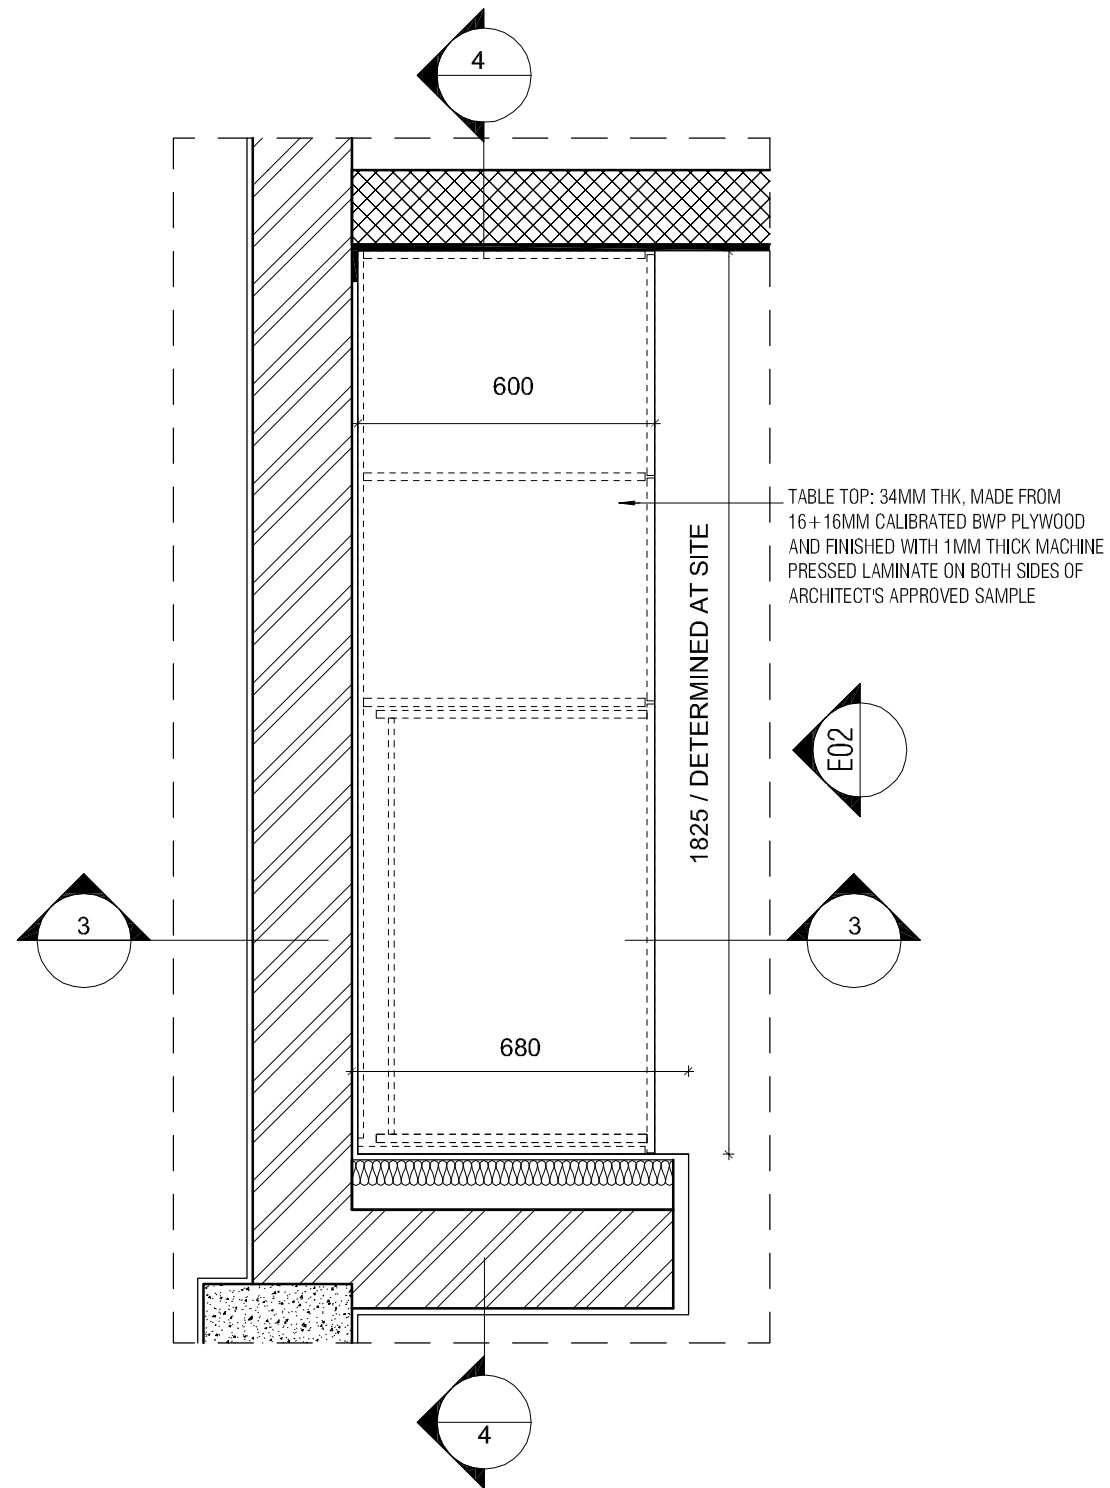 4
600
TABLE TOP: 34MM THK, MADE FROM
16+16MM CALIBRATED BWP PLYWOOD
AND FINISHED WITH 1MM THICK MACHINE
PRESSED LAMINATE ON BOTH SIDES OF
ARCHITECT'S APPROVED SAMPLE
1825 / DETERMINED AT SITE
E02
3
3
680
4